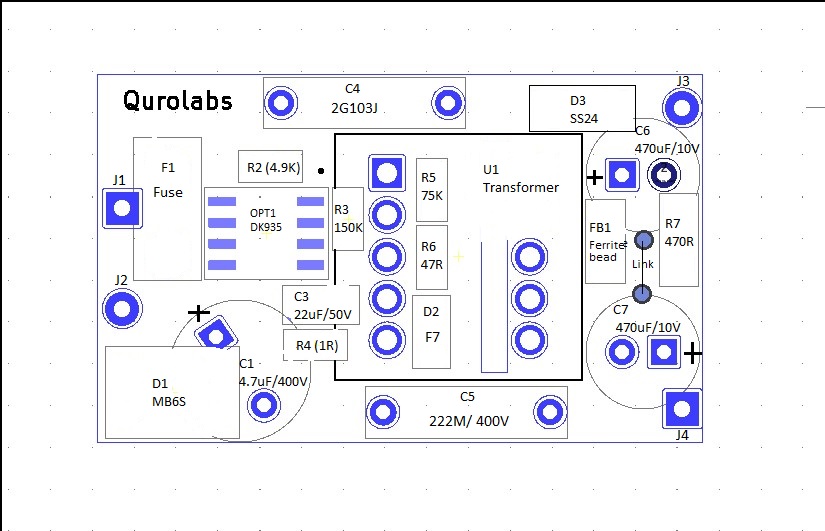 Qurolabs
C4
2G103J
D3
SS24
J3
C6
470uF/10V
+
2
J1
F1
Fuse
R2 (4.9K)
OPT1
DK935
R3
150K
R5
75K
U1
Transformer
R6
47R
FB1
Ferrite
bead
R7
470R
Link
J2
+
C3
22uF/50V
R4 (1R)
D2
F7
C7
470uF/10V
+
D1
MB6S
C1
4.7uF/400V
C5
222M/ 400V
J4